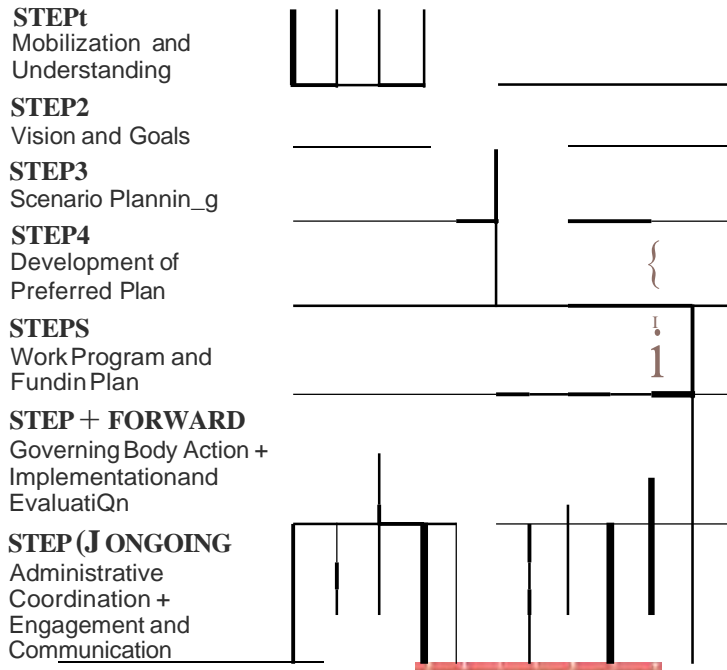 STEPt
Mobilization and
Understanding
STEP2
Vision and Goals
STEP3
Scenario Plannin_g
STEP4
Development of
Preferred Plan
{
STEPS
I
i
Work Program and
Fundin Plan
STEP + FORWARD
Governing Body Action +
Implementationand
EvaluatiQn
STEP (J ONGOING
Administrative
Coordination +
Engagement and
Communication